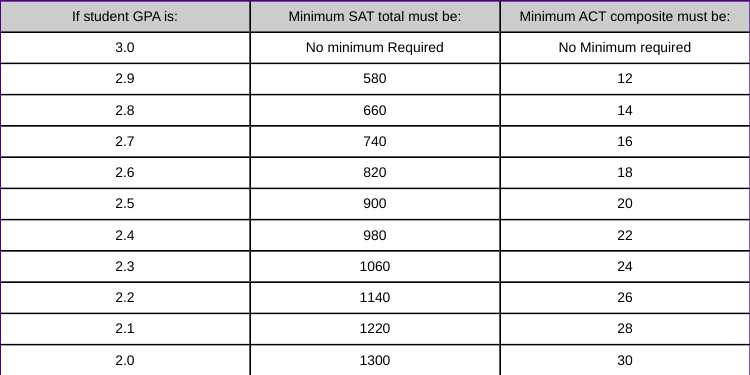 If student GPA is: Minimum SAT total must be: Minimum ACT composite must be:
3.0 No minimum Required No Minimum required
2.9 580 12
2.8 660 14
2.7 740 16
2.6 820 18
2.5 900 20
2.4 980 22
2.3 1060 24
2.2 1140 26
2.1 1220 28
2.0 1300 30